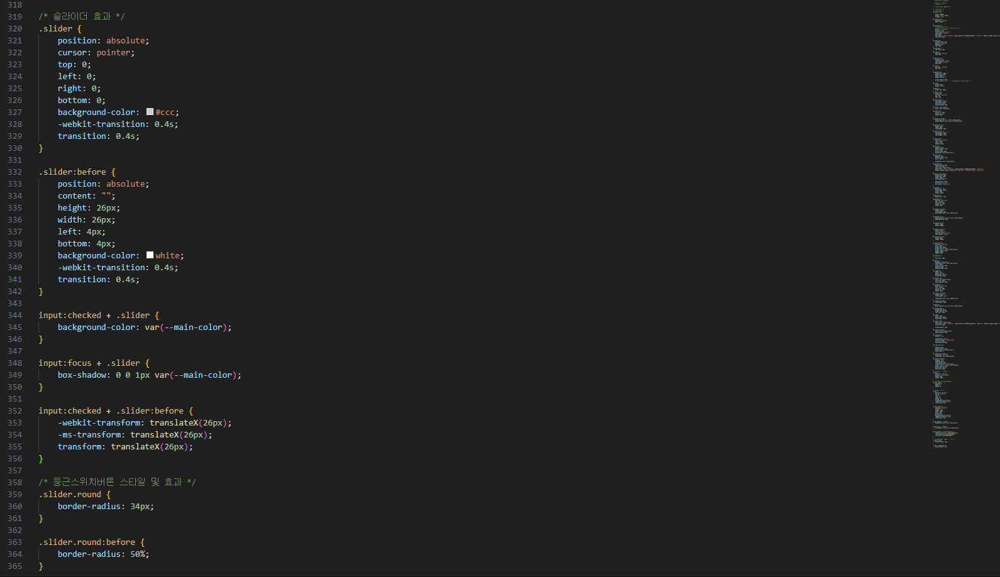 318
319 /* 슬라이더 효과 */
320 .slider {
321 position: absolute;
322 cursor: pointer;
323 top: 0;
324 left: 0;
325 right: 0;
326 bottom: 0;
327 background-color: #ccc;
328 -webkit-transition: 0.4s;
329 transition: 0.4s;
330 }
331
332 .slider:before {
333 position: absolute;
334 content: "";
335 height: 26px;
336 width: 26px;
337 left: 4px;
338 bottom: 4px;
339 background-color: white;
340 -webkit-transition: 0.4s;
341 transition: 0.4s;
342 }
343
344 input:checked + .slider {
345 background-color: var(--main-color);
346 }
347
348 input:focus + .slider {
349 box-shadow: 0 0 1px var(--main-color);
350 }
351
352 input:checked + .slider:before {
353 -webkit-transform: translateX(26px);
354 -ms-transform: translateX(26px);
355 transform: translateX(26px);
356 }
357
358 /* 둥근스위치버튼 스타일 및 효과 */
359 .slider.round {
360 border-radius: 34px;
361 }
362
363 .slider.round:before {
364 border-radius: 50%;
365 }